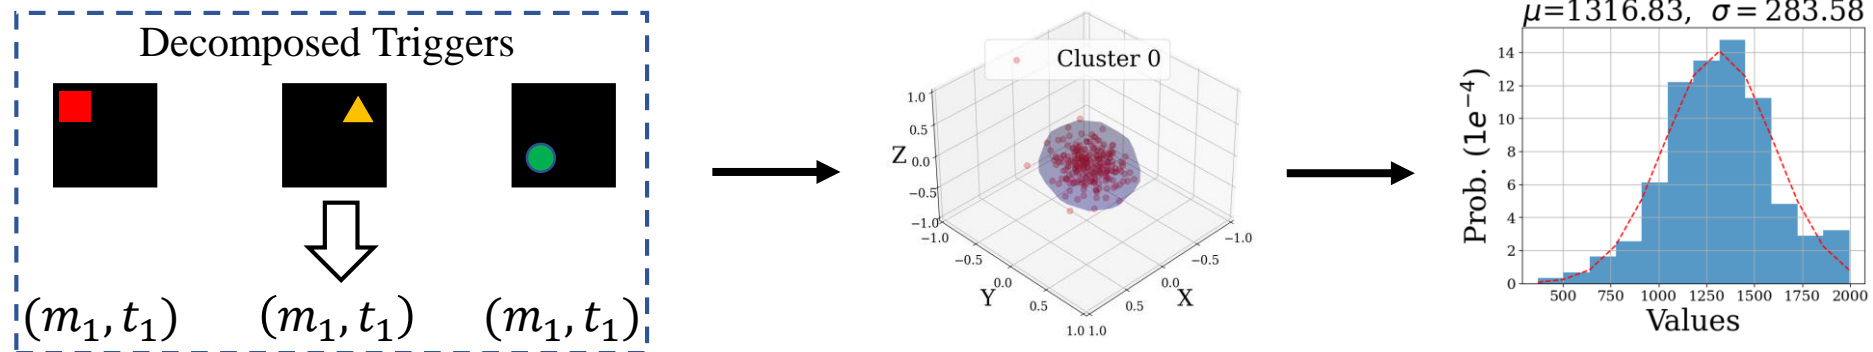 Decomposed Triggers
(m₁, t₁) (m₁, t₁) (m₁, t₁)
Cluster 0
1.0
0.5
Z 0.0
−0.5
−1.0
−1.0 −0.5 0.0 0.5 1.0
Y
1.0 0.5 0.0 −0.5 −1.0
X
μ=1316.83, σ = 283.58
Prob. (1e⁻⁴)
14
12
10
8
6
4
2
0
500 750 1000 1250 1500 1750 2000
Values